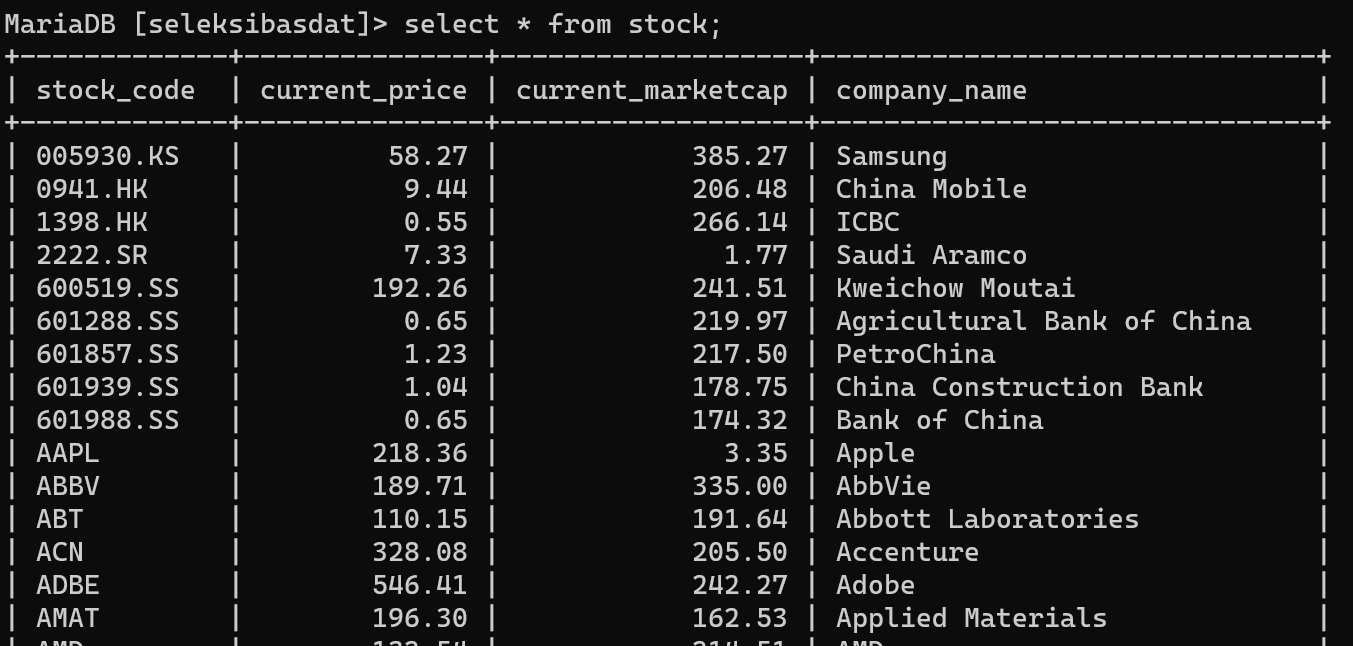 MariaDB [seleksibasdat]> select * from stock;
+-------------+---------------+-------------------+-------------------------------+
| stock_code  | current_price | current_marketcap | company_name                  |
+-------------+---------------+-------------------+-------------------------------+
| 005930.KS   |         58.27 |            385.27 | Samsung                       |
| 0941.HK     |          9.44 |            206.48 | China Mobile                  |
| 1398.HK     |          0.55 |            266.14 | ICBC                          |
| 2222.SR     |          7.33 |              1.77 | Saudi Aramco                  |
| 600519.SS   |        192.26 |            241.51 | Kweichow Moutai               |
| 601288.SS   |          0.65 |            219.97 | Agricultural Bank of China    |
| 601857.SS   |          1.23 |            217.50 | PetroChina                    |
| 601939.SS   |          1.04 |            178.75 | China Construction Bank       |
| 601988.SS   |          0.65 |            174.32 | Bank of China                 |
| AAPL        |        218.36 |              3.35 | Apple                         |
| ABBV        |        189.71 |            335.00 | AbbVie                        |
| ABT         |        110.15 |            191.64 | Abbott Laboratories           |
| ACN         |        328.08 |            205.50 | Accenture                     |
| ADBE        |        546.41 |            242.27 | Adobe                         |
| AMAT        |        196.30 |            162.53 | Applied Materials             |